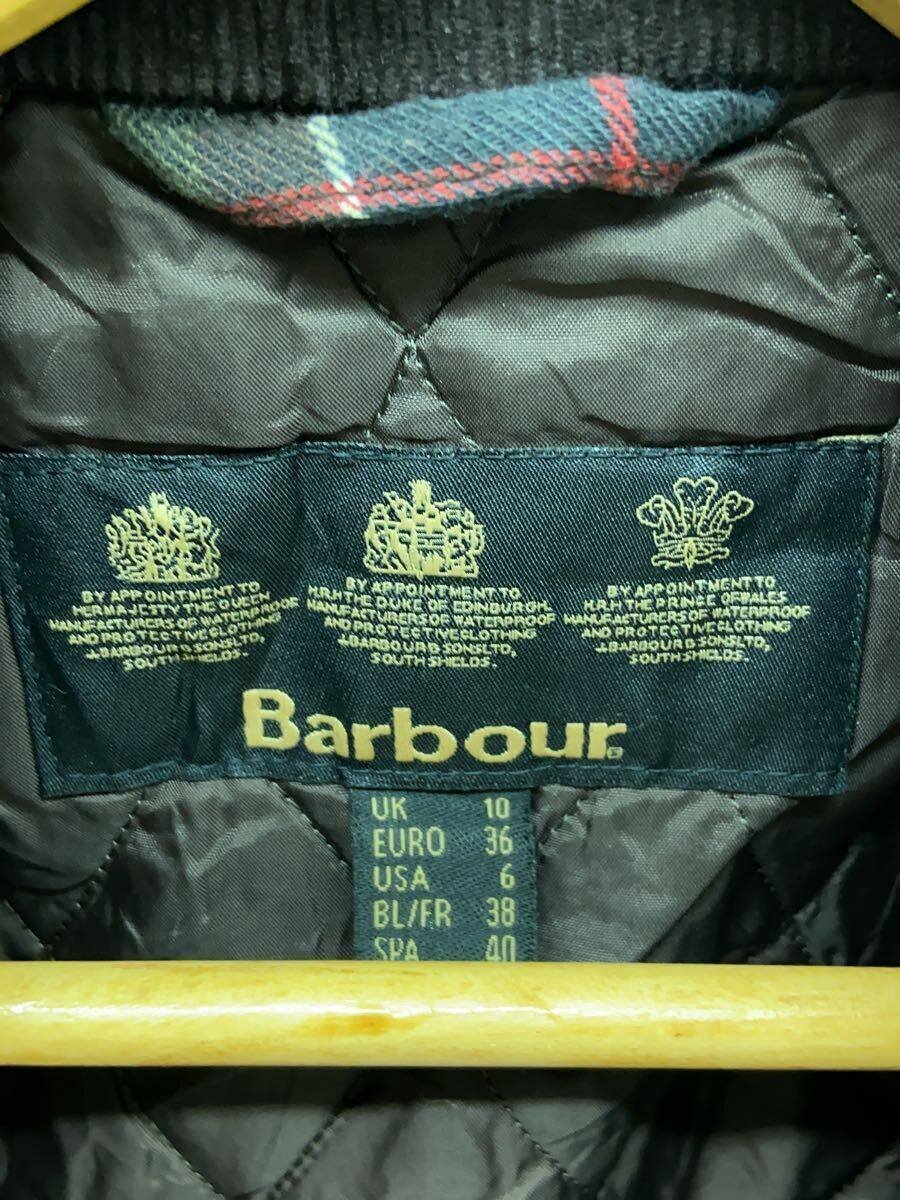 BY APPOINTMENT TO
HER MAJESTY THE QUEEN
MANUFACTURERS OF WATERPROOF
AND PROTECTIVE CLOTHING
J.BARBOUR & SONS LTD,
SOUTH SHIELDS.
BY APPOINTMENT TO
H.R.H. THE DUKE OF EDINBURGH
MANUFACTURERS OF WATERPROOF
AND PROTECTIVE CLOTHING
J.BARBOUR & SONS LTD,
SOUTH SHIELDS.
BY APPOINTMENT TO
H.R.H. THE PRINCE OF WALES
MANUFACTURERS OF WATERPROOF
AND PROTECTIVE CLOTHING
J.BARBOUR & SONS LTD,
SOUTH SHIELDS.
Barbour®
UK 10
EURO 36
USA 6
BL/FR 38
SPA 40